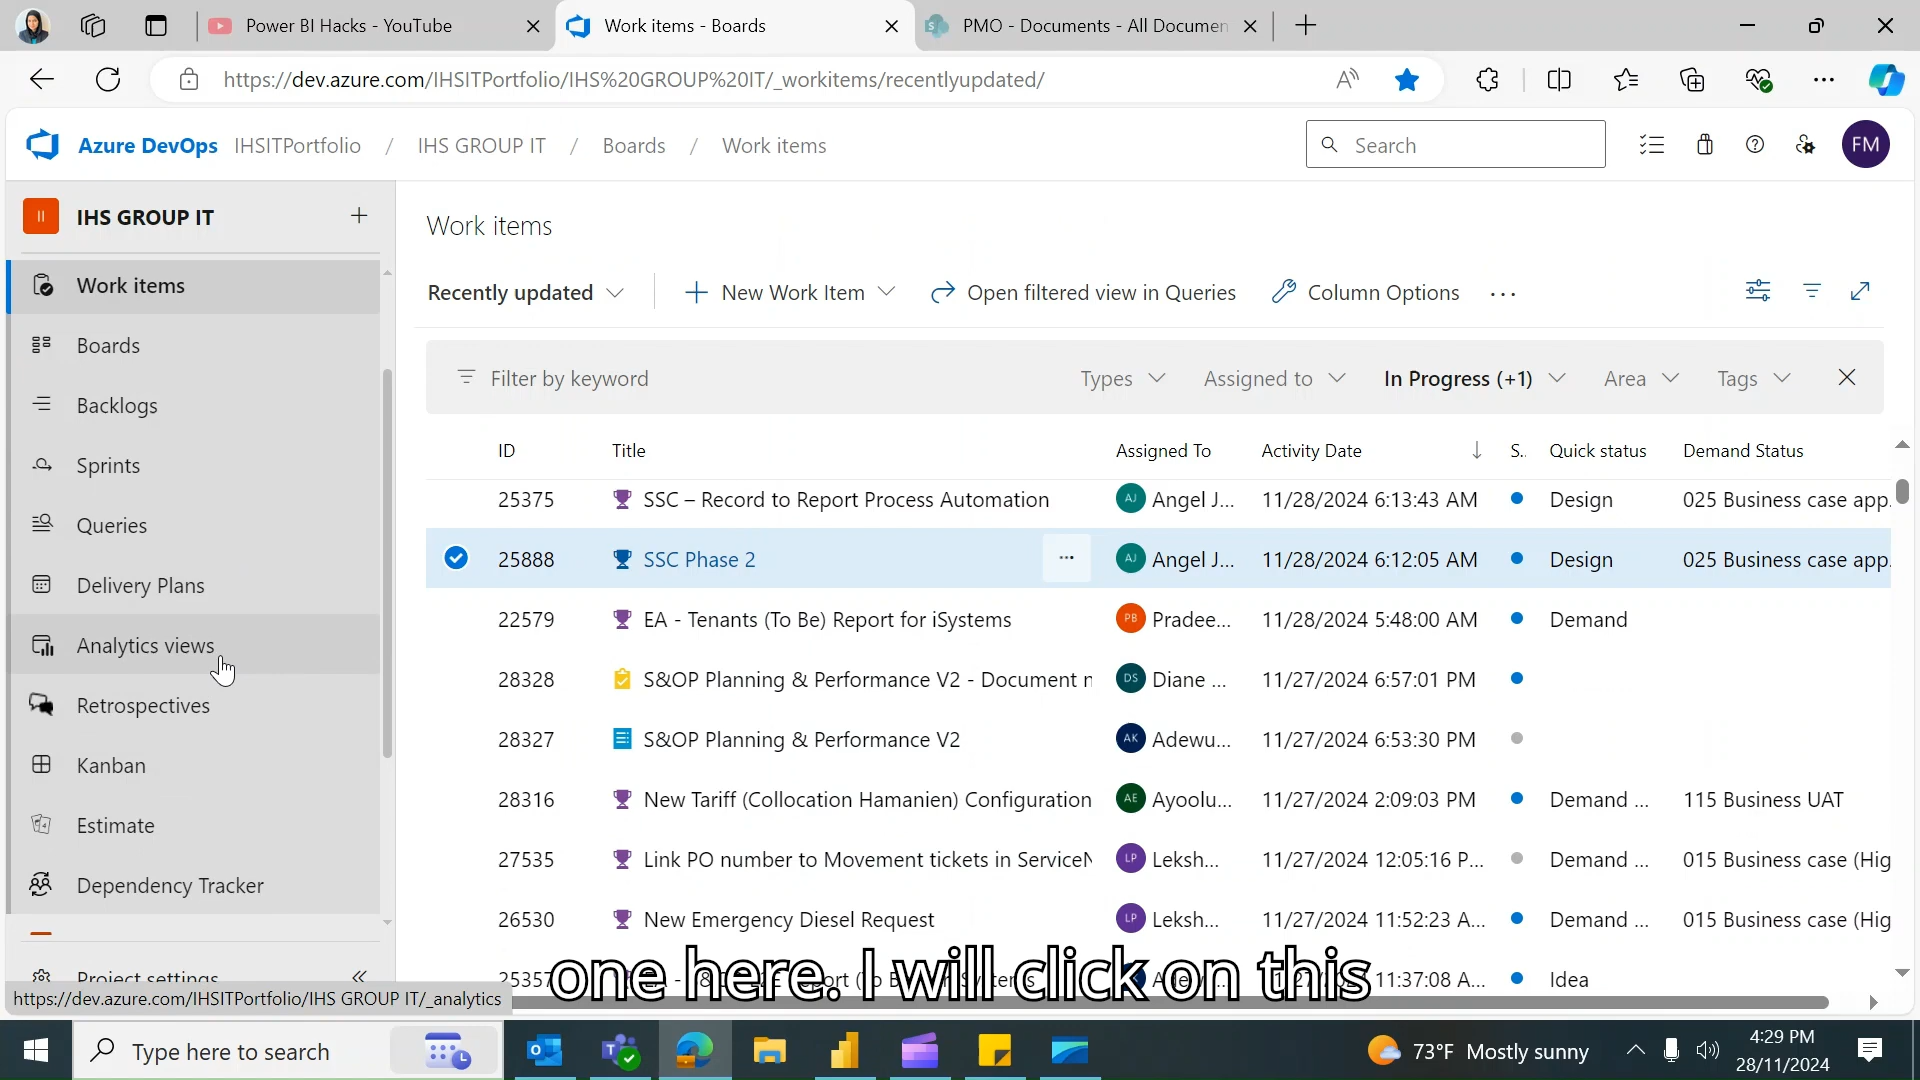 Power BI Hacks - YouTube
Work items - Boards
PMO - Documents - All Documen
https://dev.azure.com/IHSITPortfolio/IHS%20GROUP%20IT/_workitems/recentlyupdated/
Azure DevOps IHSITPortfolio / IHS GROUP IT / Boards / Work items
Search
FM
II IHS GROUP IT
Work items
Boards
Backlogs
Sprints
Queries
Delivery Plans
Analytics views
Retrospectives
Kanban
Estimate
Dependency Tracker
Project settings
https://dev.azure.com/IHSITPortfolio/IHS GROUP IT/_analytics
Work items
Recently updated New Work Item Open filtered view in Queries Column Options
Filter by keyword Types Assigned to In Progress (+1) Area Tags
ID Title Assigned To Activity Date S.. Quick status Demand Status
25375 SSC – Record to Report Process Automation AJ Angel J... 11/28/2024 6:13:43 AM Design 025 Business case app.
25888 SSC Phase 2 AJ Angel J... 11/28/2024 6:12:05 AM Design 025 Business case app.
22579 EA - Tenants (To Be) Report for iSystems PB Pradee... 11/28/2024 5:48:00 AM Demand
28328 S&OP Planning & Performance V2 - Document n DS Diane ... 11/27/2024 6:57:01 PM
28327 S&OP Planning & Performance V2 AK Adewu... 11/27/2024 6:53:30 PM
28316 New Tariff (Collocation Hamanien) Configuration AE Ayoolu... 11/27/2024 2:09:03 PM Demand ... 115 Business UAT
27535 Link PO number to Movement tickets in ServiceN LP Leksh... 11/27/2024 12:05:16 P... Demand ... 015 Business case (Hig
26530 New Emergency Diesel Request LP Leksh... 11/27/2024 11:52:23 A... Demand ... 015 Business case (Hig
25357 11:37:08 A... Idea
one here. I will click on this
Type here to search
73°F Mostly sunny
4:29 PM
28/11/2024